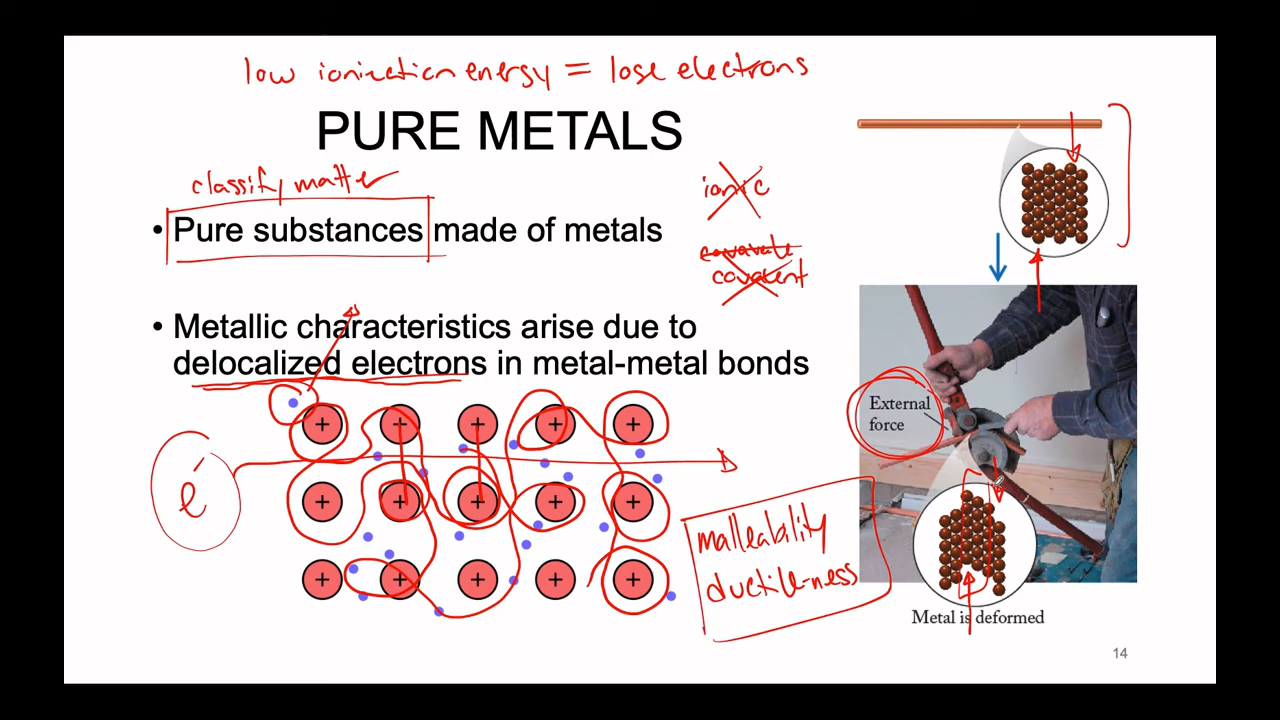 low ionization energy = lose electrons
PURE METALS
classify matter
• Pure substances made of metals
ionic
covavale
covalent
• Metallic characteristics arise due to
delocalized electrons in metal-metal bonds
+ + + + +
e⁻
+ + + + +
+ + + + +
malleability
ductile-ness
External
force
Metal is deformed
14